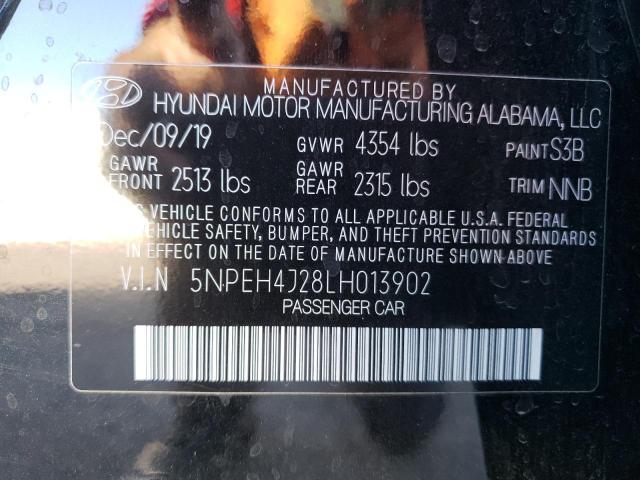 MANUFACTURED BY
HYUNDAI MOTOR MANUFACTURING ALABAMA, LLC
Dec/09/19 GVWR 4354 lbs PAINT S3B
GAWR FRONT 2513 lbs GAWR REAR 2315 lbs TRIM NNB
VEHICLE CONFORMS TO ALL APPLICABLE U.S.A. FEDERAL
VEHICLE SAFETY, BUMPER, AND THEFT PREVENTION STANDARDS
IN EFFECT ON THE DATE OF MANUFACTURE SHOWN ABOVE.
V.I.N 5NPEH4J28LH013902
PASSENGER CAR